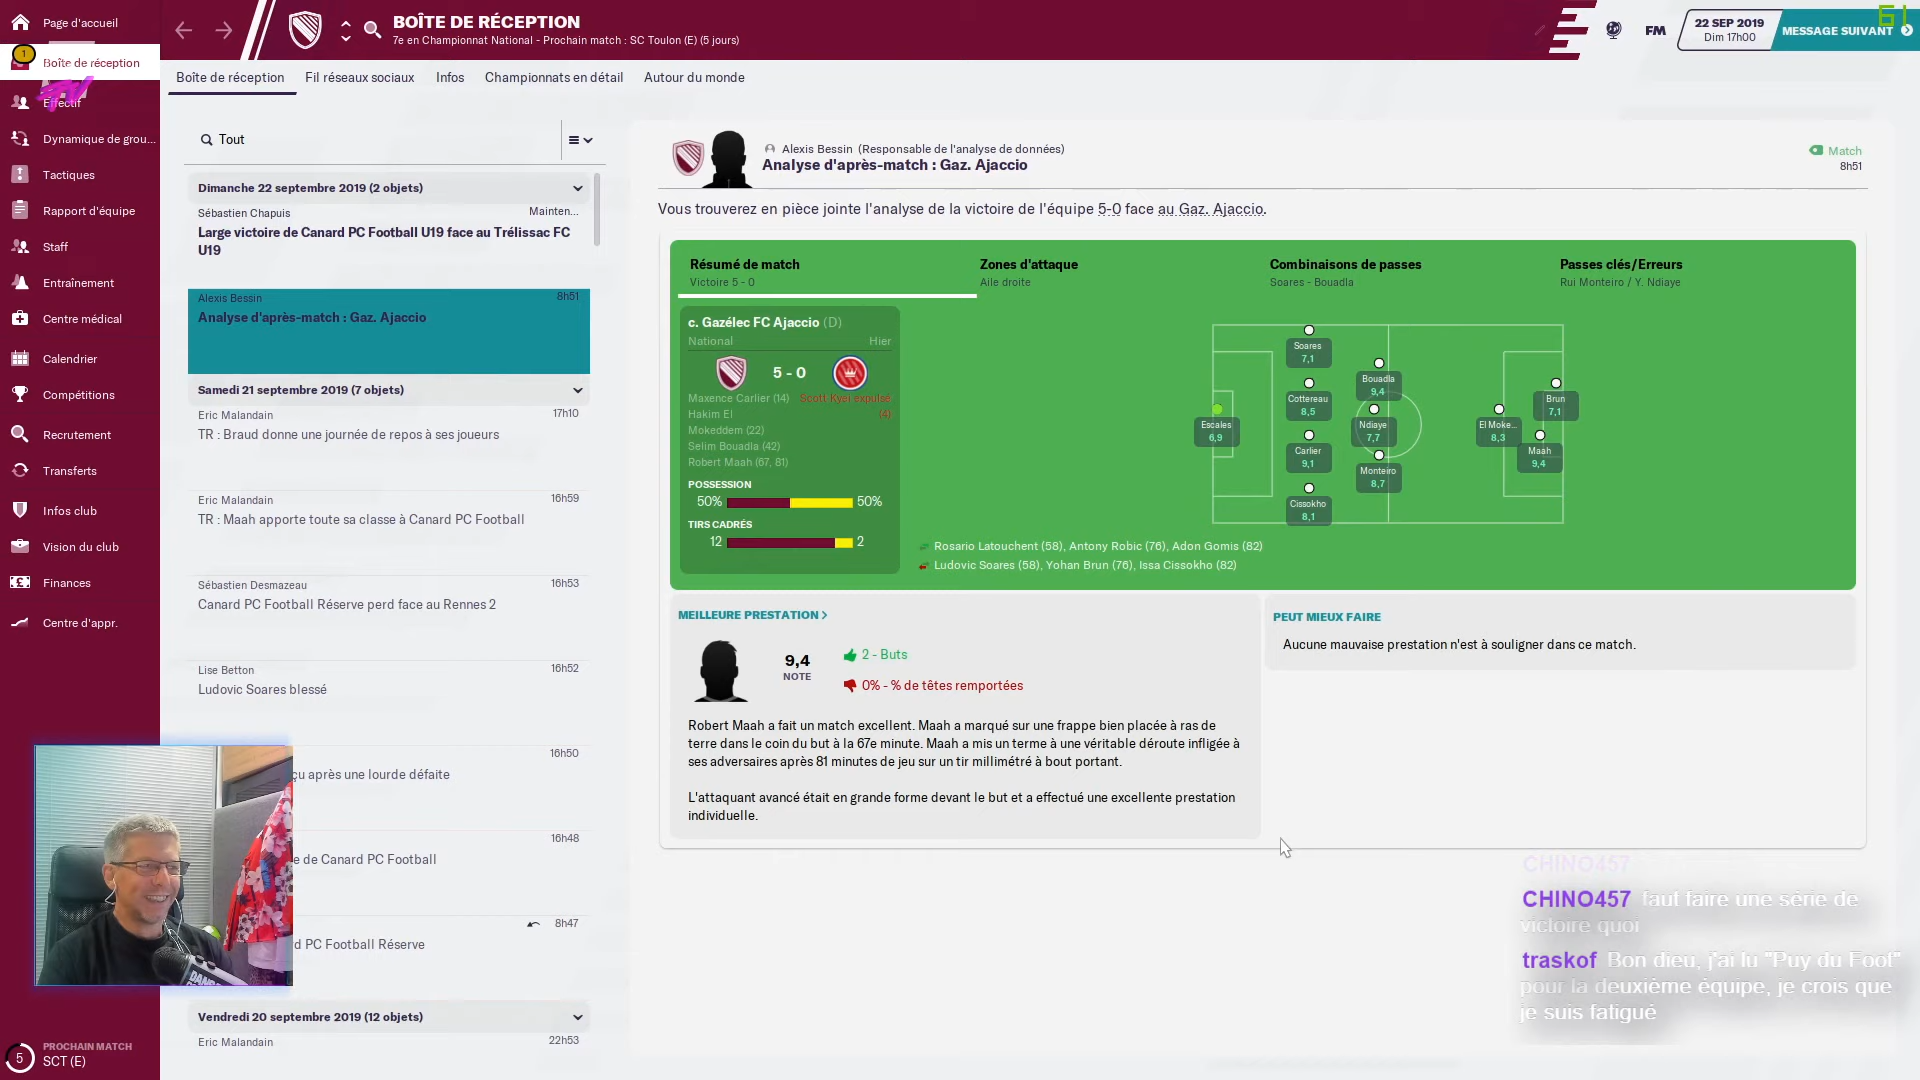 Page d'accueil
1
Boîte de réception
Effectif
Dynamique de grou...
Tactiques
Rapport d'équipe
Staff
Entraînement
Centre médical
Calendrier
Compétitions
Recrutement
Transferts
Infos club
Vision du club
Finances
Centre d'appr.
5
PROCHAIN MATCH
SCT (E)
BOÎTE DE RÉCEPTION
7e en Championnat National - Prochain match : SC Toulon (E) (5 jours)
FM
22 SEP 2019
Dim 17h00
MESSAGE SUIVANT
61
Boîte de réception
Fil réseaux sociaux
Infos
Championnats en détail
Autour du monde
Tout
Dimanche 22 septembre 2019 (2 objets)
Sébastien Chapuis
Mainten...
Large victoire de Canard PC Football U19 face au Trélissac FC
U19
Alexis Bessin
8h51
Analyse d'après-match : Gaz. Ajaccio
Samedi 21 septembre 2019 (7 objets)
Eric Malandain
17h10
TR : Braud donne une journée de repos à ses joueurs
Eric Malandain
16h59
TR : Maah apporte toute sa classe à Canard PC Football
Sébastien Desmazeau
16h53
Canard PC Football Réserve perd face au Rennes 2
Lise Betton
16h52
Ludovic Soares blessé
16h50
çu après une lourde défaite
16h48
e de Canard PC Football
8h47
d PC Football Réserve
Vendredi 20 septembre 2019 (12 objets)
Eric Malandain
22h53
Alexis Bessin (Responsable de l'analyse de données)
Analyse d'après-match : Gaz. Ajaccio
Match
8h51
Vous trouverez en pièce jointe l'analyse de la victoire de l'équipe 5-0 face au Gaz. Ajaccio.
Résumé de match
Victoire 5 - 0
Zones d'attaque
Aile droite
Combinaisons de passes
Soares - Bouadla
Passes clés/Erreurs
Rui Monteiro / Y. Ndiaye
c. Gazélec FC Ajaccio (D)
National
Hier
5 - 0
Maxence Carlier (14)
Hakim El
Mokeddem (22)
Selim Bouadla (42)
Robert Maah (67, 81)
Scott Kyei expulsé
(4)
POSSESSION
50%
50%
TIRS CADRÉS
12
2
Soares
7,1
Bouadla
9,4
Cottereau
8,5
Brun
7,1
Escales
6,9
Ndiaye
7,7
El Moke...
8,3
Carlier
9,1
Maah
9,4
Monteiro
8,7
Cissokho
8,1
Rosario Latouchent (58), Antony Robic (76), Adon Gomis (82)
Ludovic Soares (58), Yohan Brun (76), Issa Cissokho (82)
MEILLEURE PRESTATION >
9,4
NOTE
2 - Buts
0% - % de têtes remportées
Robert Maah a fait un match excellent. Maah a marqué sur une frappe bien placée à ras de
terre dans le coin du but à la 67e minute. Maah a mis un terme à une véritable déroute infligée à
ses adversaires après 81 minutes de jeu sur un tir millimétré à bout portant.
L'attaquant avancé était en grande forme devant le but et a effectué une excellente prestation
individuelle.
PEUT MIEUX FAIRE
Aucune mauvaise prestation n'est à souligner dans ce match.
CHINO457
CHINO457 faut faire une série de
victoire quoi
traskof Bon dieu, j'ai lu "Puy du Foot"
pour la deuxième équipe, je crois que
je suis fatigué